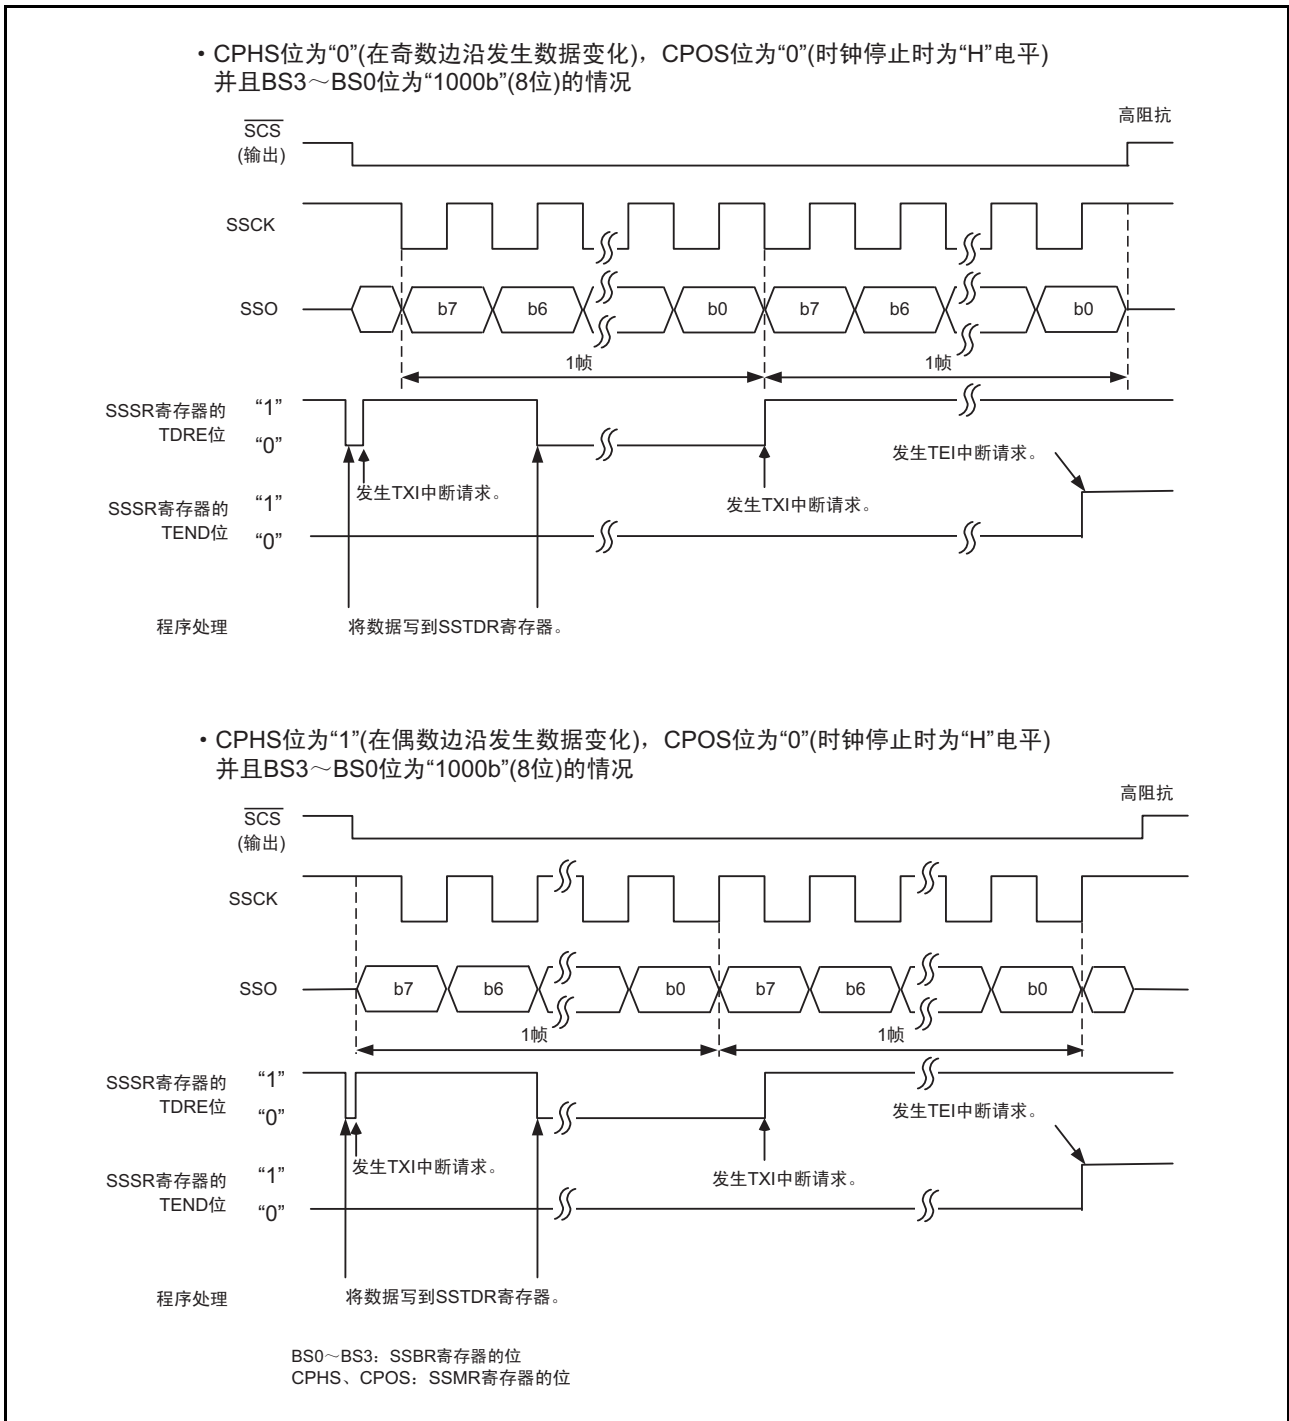 ・CPHS位为“0”(在奇数边沿发生数据变化)，CPOS位为“0”(时钟停止时为“H”电平)
并且BS3～BS0位为“1000b”(8位)的情况
高阻抗
SCS
(输出)
SSCK
SSO
b7
b6
b0
b7
b6
b0
1帧
1帧
SSSR寄存器的
TDRE位
“1”
“0”
发生TEI中断请求。
发生TXI中断请求。
发生TXI中断请求。
SSSR寄存器的
TEND位
“1”
“0”
程序处理
将数据写到SSTDR寄存器。
・CPHS位为“1”(在偶数边沿发生数据变化)，CPOS位为“0”(时钟停止时为“H”电平)
并且BS3～BS0位为“1000b”(8位)的情况
高阻抗
SCS
(输出)
SSCK
SSO
b7
b6
b0
b7
b6
b0
1帧
1帧
SSSR寄存器的
TDRE位
“1”
“0”
发生TEI中断请求。
发生TXI中断请求。
发生TXI中断请求。
SSSR寄存器的
TEND位
“1”
“0”
程序处理
将数据写到SSTDR寄存器。
BS0～BS3：SSBR寄存器的位
CPHS、CPOS：SSMR寄存器的位